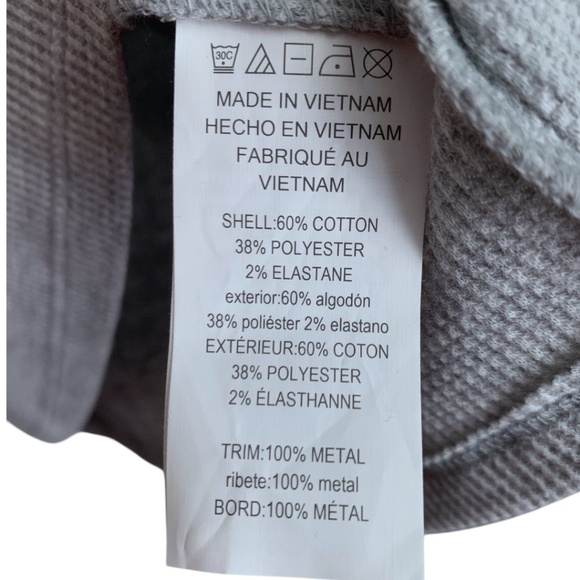 30C
MADE IN VIETNAM
HECHO EN VIETNAM
FABRIQUÉ AU
VIETNAM
SHELL:60% COTTON
38% POLYESTER
2% ELASTANE
exterior:60% algodón
38% poliéster 2% elastano
EXTÉRIEUR:60% COTON
38% POLYESTER
2% ÉLASTHANNE
TRIM:100% METAL
ribete:100% metal
BORD:100% MÉTAL